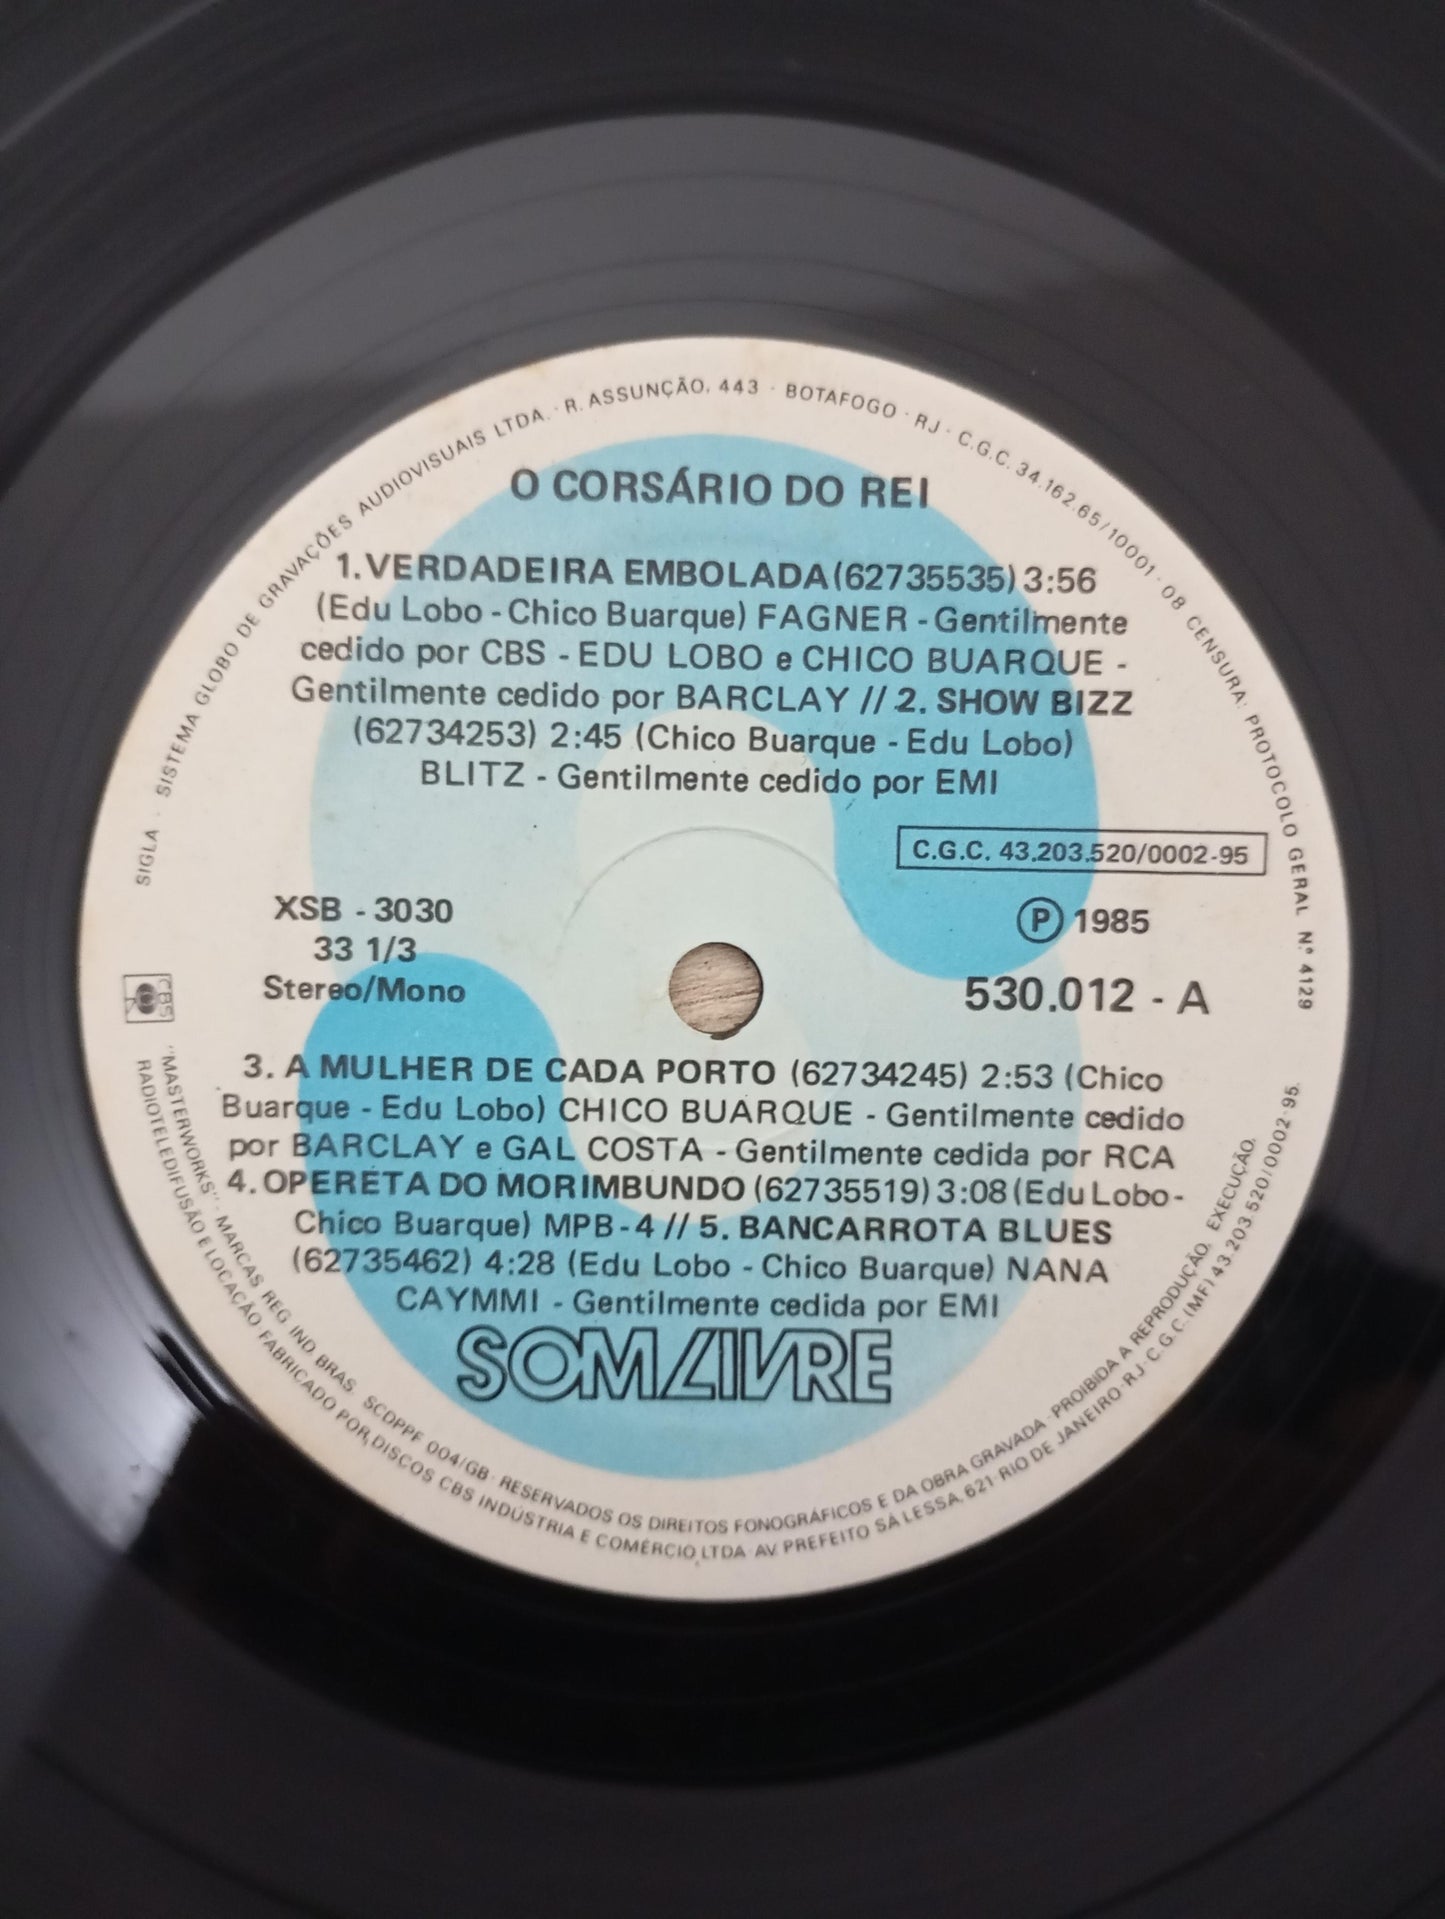 SIGLA · SISTEMA GLOBO DE GRAVAÇÕES AUDIOVISUAIS LTDA. · R. ASSUNÇÃO, 443 · BOTAFOGO · RJ · C.G.C. 34.162.65/10001 · 08 CENSURA: PROTOCOLO GERAL N.º 4129
O CORSÁRIO DO REI
1. VERDADEIRA EMBOLADA (62735535) 3:56
(Edu Lobo - Chico Buarque) FAGNER - Gentilmente
cedido por CBS - EDU LOBO e CHICO BUARQUE -
Gentilmente cedido por BARCLAY // 2. SHOW BIZZ
(62734253) 2:45 (Chico Buarque - Edu Lobo)
BLITZ - Gentilmente cedido por EMI
C.G.C. 43.203.520/0002-95
XSB - 3030
33 1/3
Stereo/Mono
Ⓟ 1985
530.012 - A
CBS
3. A MULHER DE CADA PORTO (62734245) 2:53 (Chico
Buarque - Edu Lobo) CHICO BUARQUE - Gentilmente cedido
por BARCLAY e GAL COSTA - Gentilmente cedida por RCA
4. OPERETA DO MORIMBUNDO (62735519) 3:08 (Edu Lobo-
Chico Buarque) MPB-4 // 5. BANCARROTA BLUES
(62735462) 4:28 (Edu Lobo - Chico Buarque) NANA
CAYMMI - Gentilmente cedida por EMI
SOM LIVRE
"MASTERWORKS" · MARCAS REG. IND. BRAS. SCDPPF 004/GB · RESERVADOS OS DIREITOS FONOGRÁFICOS E DA OBRA GRAVADA · PROIBIDA A REPRODUÇÃO, EXECUÇÃO,
RADIOTELEDIFUSÃO E LOCAÇÃO · FABRICADO POR DISCOS CBS INDÚSTRIA E COMÉRCIO LTDA · AV. PREFEITO SÁ LESSA, 621 · RIO DE JANEIRO · RJ · C.G.C. (MF) 43.203.520/0002-95.